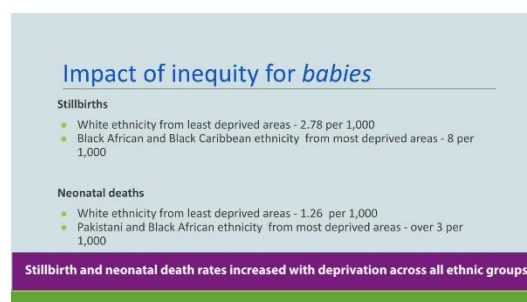 Impact of inequity for babies
Stillbirths
● White ethnicity from least deprived areas - 2.78 per 1,000
● Black African and Black Caribbean ethnicity from most deprived areas - 8 per
1,000
Neonatal deaths
● White ethnicity from least deprived areas - 1.26 per 1,000
● Pakistani and Black African ethnicity from most deprived areas - over 3 per
1,000
Stillbirth and neonatal death rates increased with deprivation across all ethnic groups